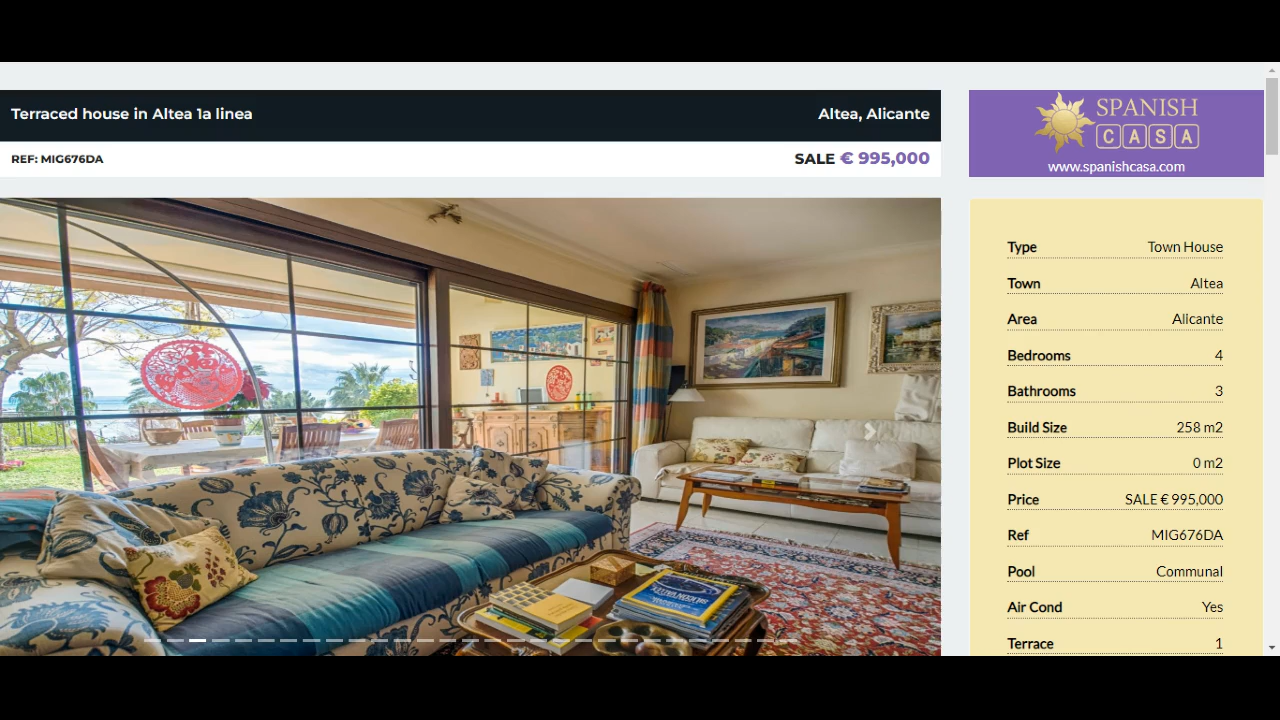 Terraced house in Altea 1a linea
Altea, Alicante
REF: MIG676DA
SALE € 995,000
SPANISH
CASA
www.spanishcasa.com
Type Town House
Town Altea
Area Alicante
Bedrooms 4
Bathrooms 3
Build Size 258 m2
Plot Size 0 m2
Price SALE € 995,000
Ref MIG676DA
Pool Communal
Air Cond Yes
Terrace 1